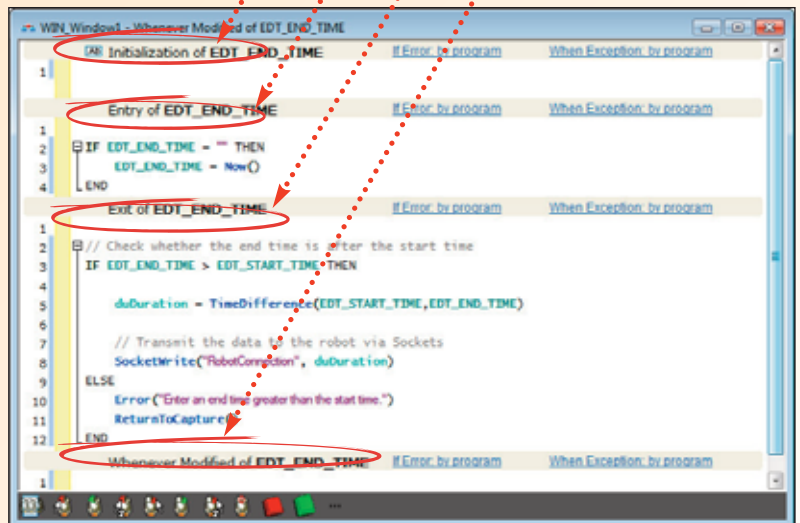 WIN_Window1 - Whenever Modified of EDT_END_TIME
AB Initialization of EDT_END_TIME If Error: by program When Exception: by program
1
Entry of EDT_END_TIME If Error: by program When Exception: by program
1
2 IF EDT_END_TIME = "" THEN
3 EDT_END_TIME = Now()
4 END
Exit of EDT_END_TIME If Error: by program When Exception: by program
1
2 // Check whether the end time is after the start time
3 IF EDT_END_TIME > EDT_START_TIME THEN
4
5 duDuration = TimeDifference(EDT_START_TIME,EDT_END_TIME)
6
7 // Transmit the data to the robot via Sockets
8 SocketWrite("RobotConnection", duDuration)
9 ELSE
10 Error("Enter an end time greater than the start time.")
11 ReturnToCapture()
12 END
Whenever Modified of EDT_END_TIME If Error: by program When Exception: by program
1
...